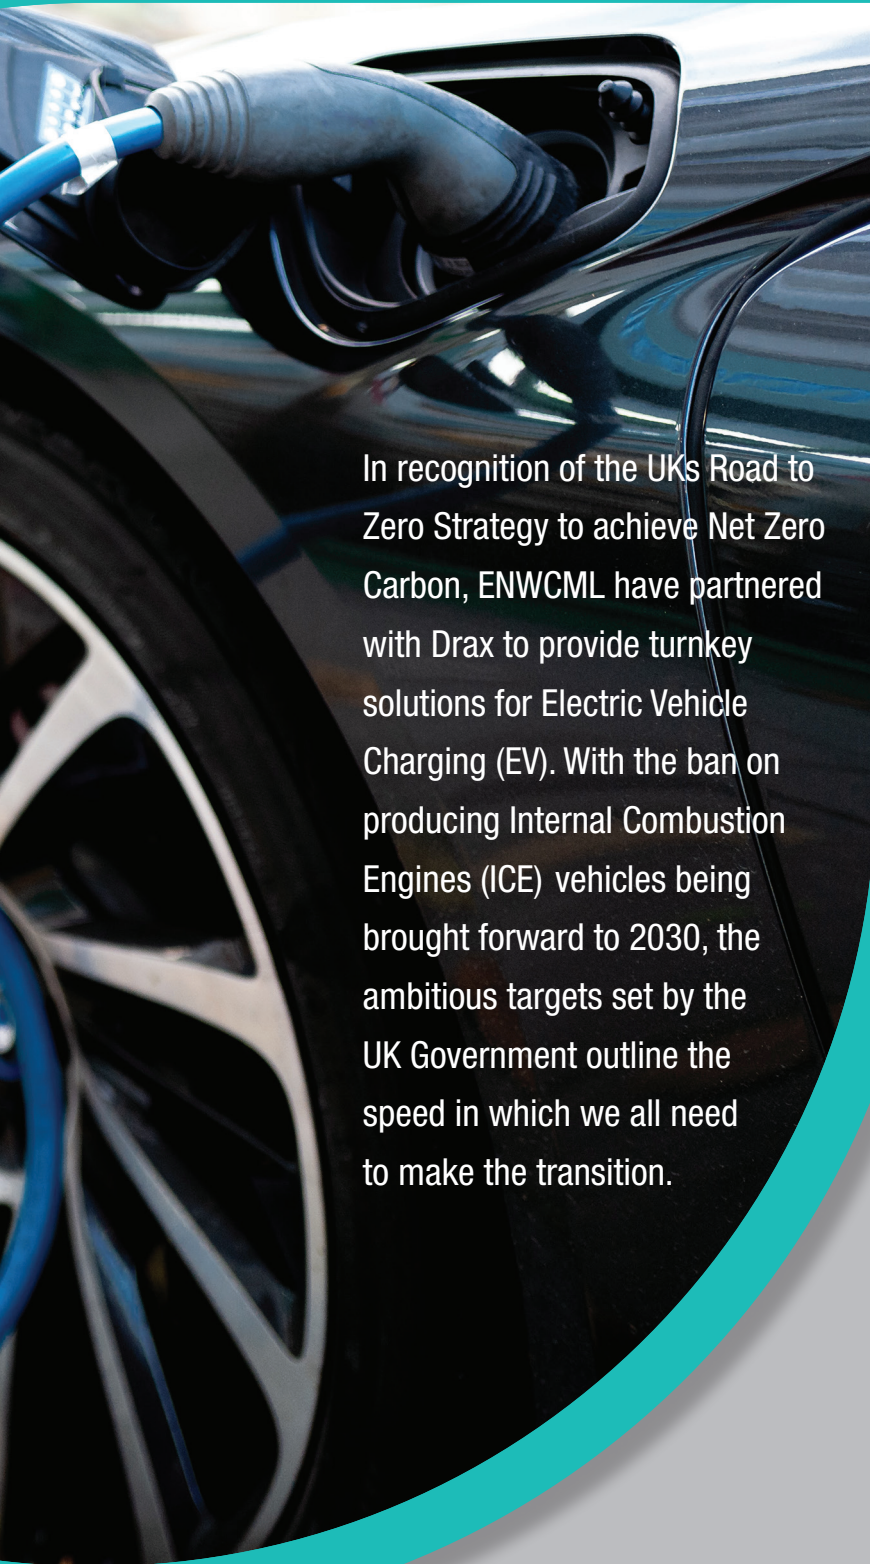 In recognition of the UKs Road to
Zero Strategy to achieve Net Zero
Carbon, ENWCML have partnered
with Drax to provide turnkey
solutions for Electric Vehicle
Charging (EV). With the ban on
producing Internal Combustion
Engines (ICE) vehicles being
brought forward to 2030, the
ambitious targets set by the
UK Government outline the
speed in which we all need
to make the transition.